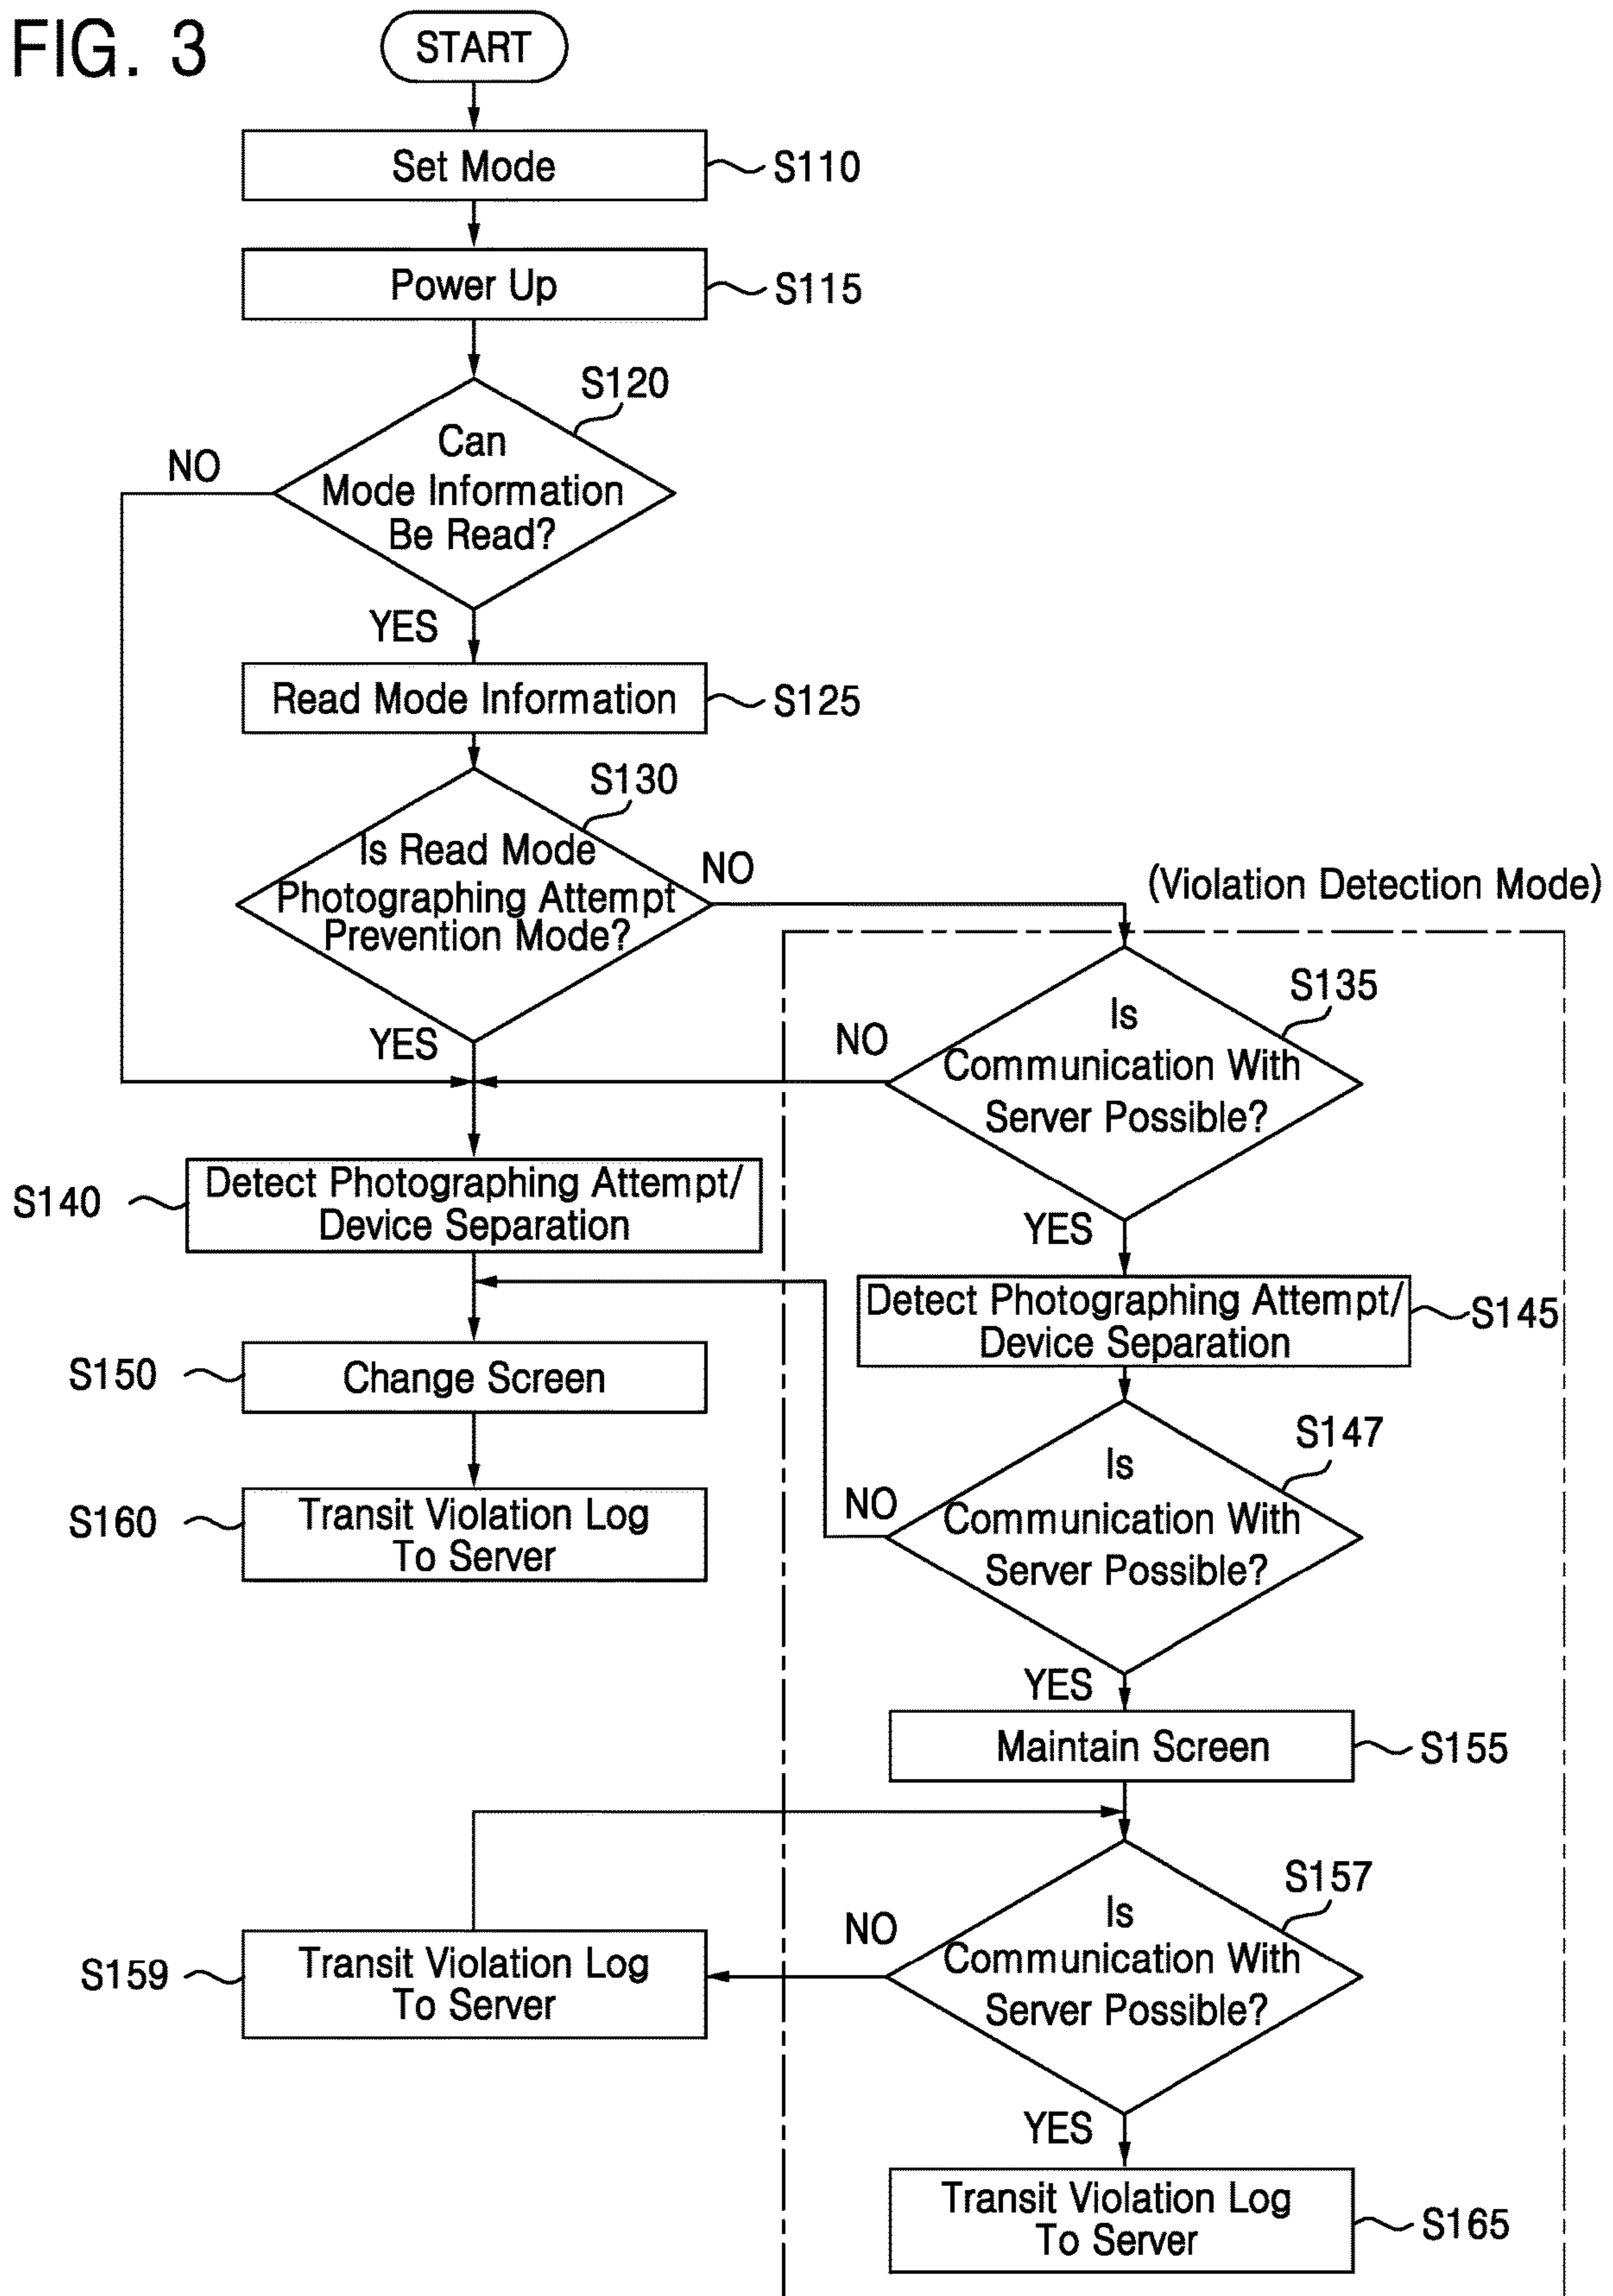 FIG. 3
START
Set Mode
S110
Power Up
S115
S120
Can
Mode Information
Be Read?
NO
YES
Read Mode Information
S125
S130
Is Read Mode
Photographing Attempt
Prevention Mode?
NO
YES
(Violation Detection Mode)
S135
Is
Communication With
Server Possible?
NO
YES
S140
Detect Photographing Attempt/
Device Separation
Detect Photographing Attempt/
Device Separation
S145
S150
Change Screen
S147
Is
Communication With
Server Possible?
NO
YES
S160
Transit Violation Log
To Server
Maintain Screen
S155
S157
Is
Communication With
Server Possible?
NO
YES
S159
Transit Violation Log
To Server
Transit Violation Log
To Server
S165